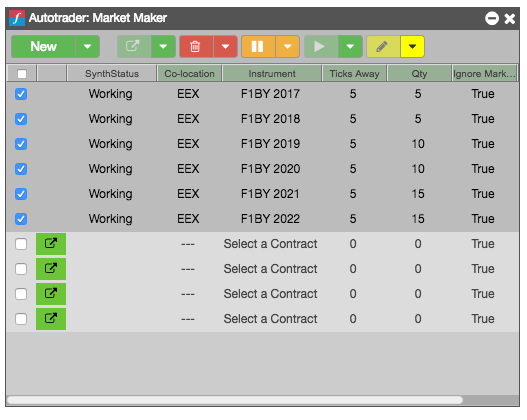 Autotrader: Market Maker
New
SynthStatus Co-location Instrument Ticks Away Qty Ignore Mark...
Working EEX F1BY 2017 5 5 True
Working EEX F1BY 2018 5 5 True
Working EEX F1BY 2019 5 10 True
Working EEX F1BY 2020 5 10 True
Working EEX F1BY 2021 5 15 True
Working EEX F1BY 2022 5 15 True
--- Select a Contract 0 0 True
--- Select a Contract 0 0 True
--- Select a Contract 0 0 True
--- Select a Contract 0 0 True